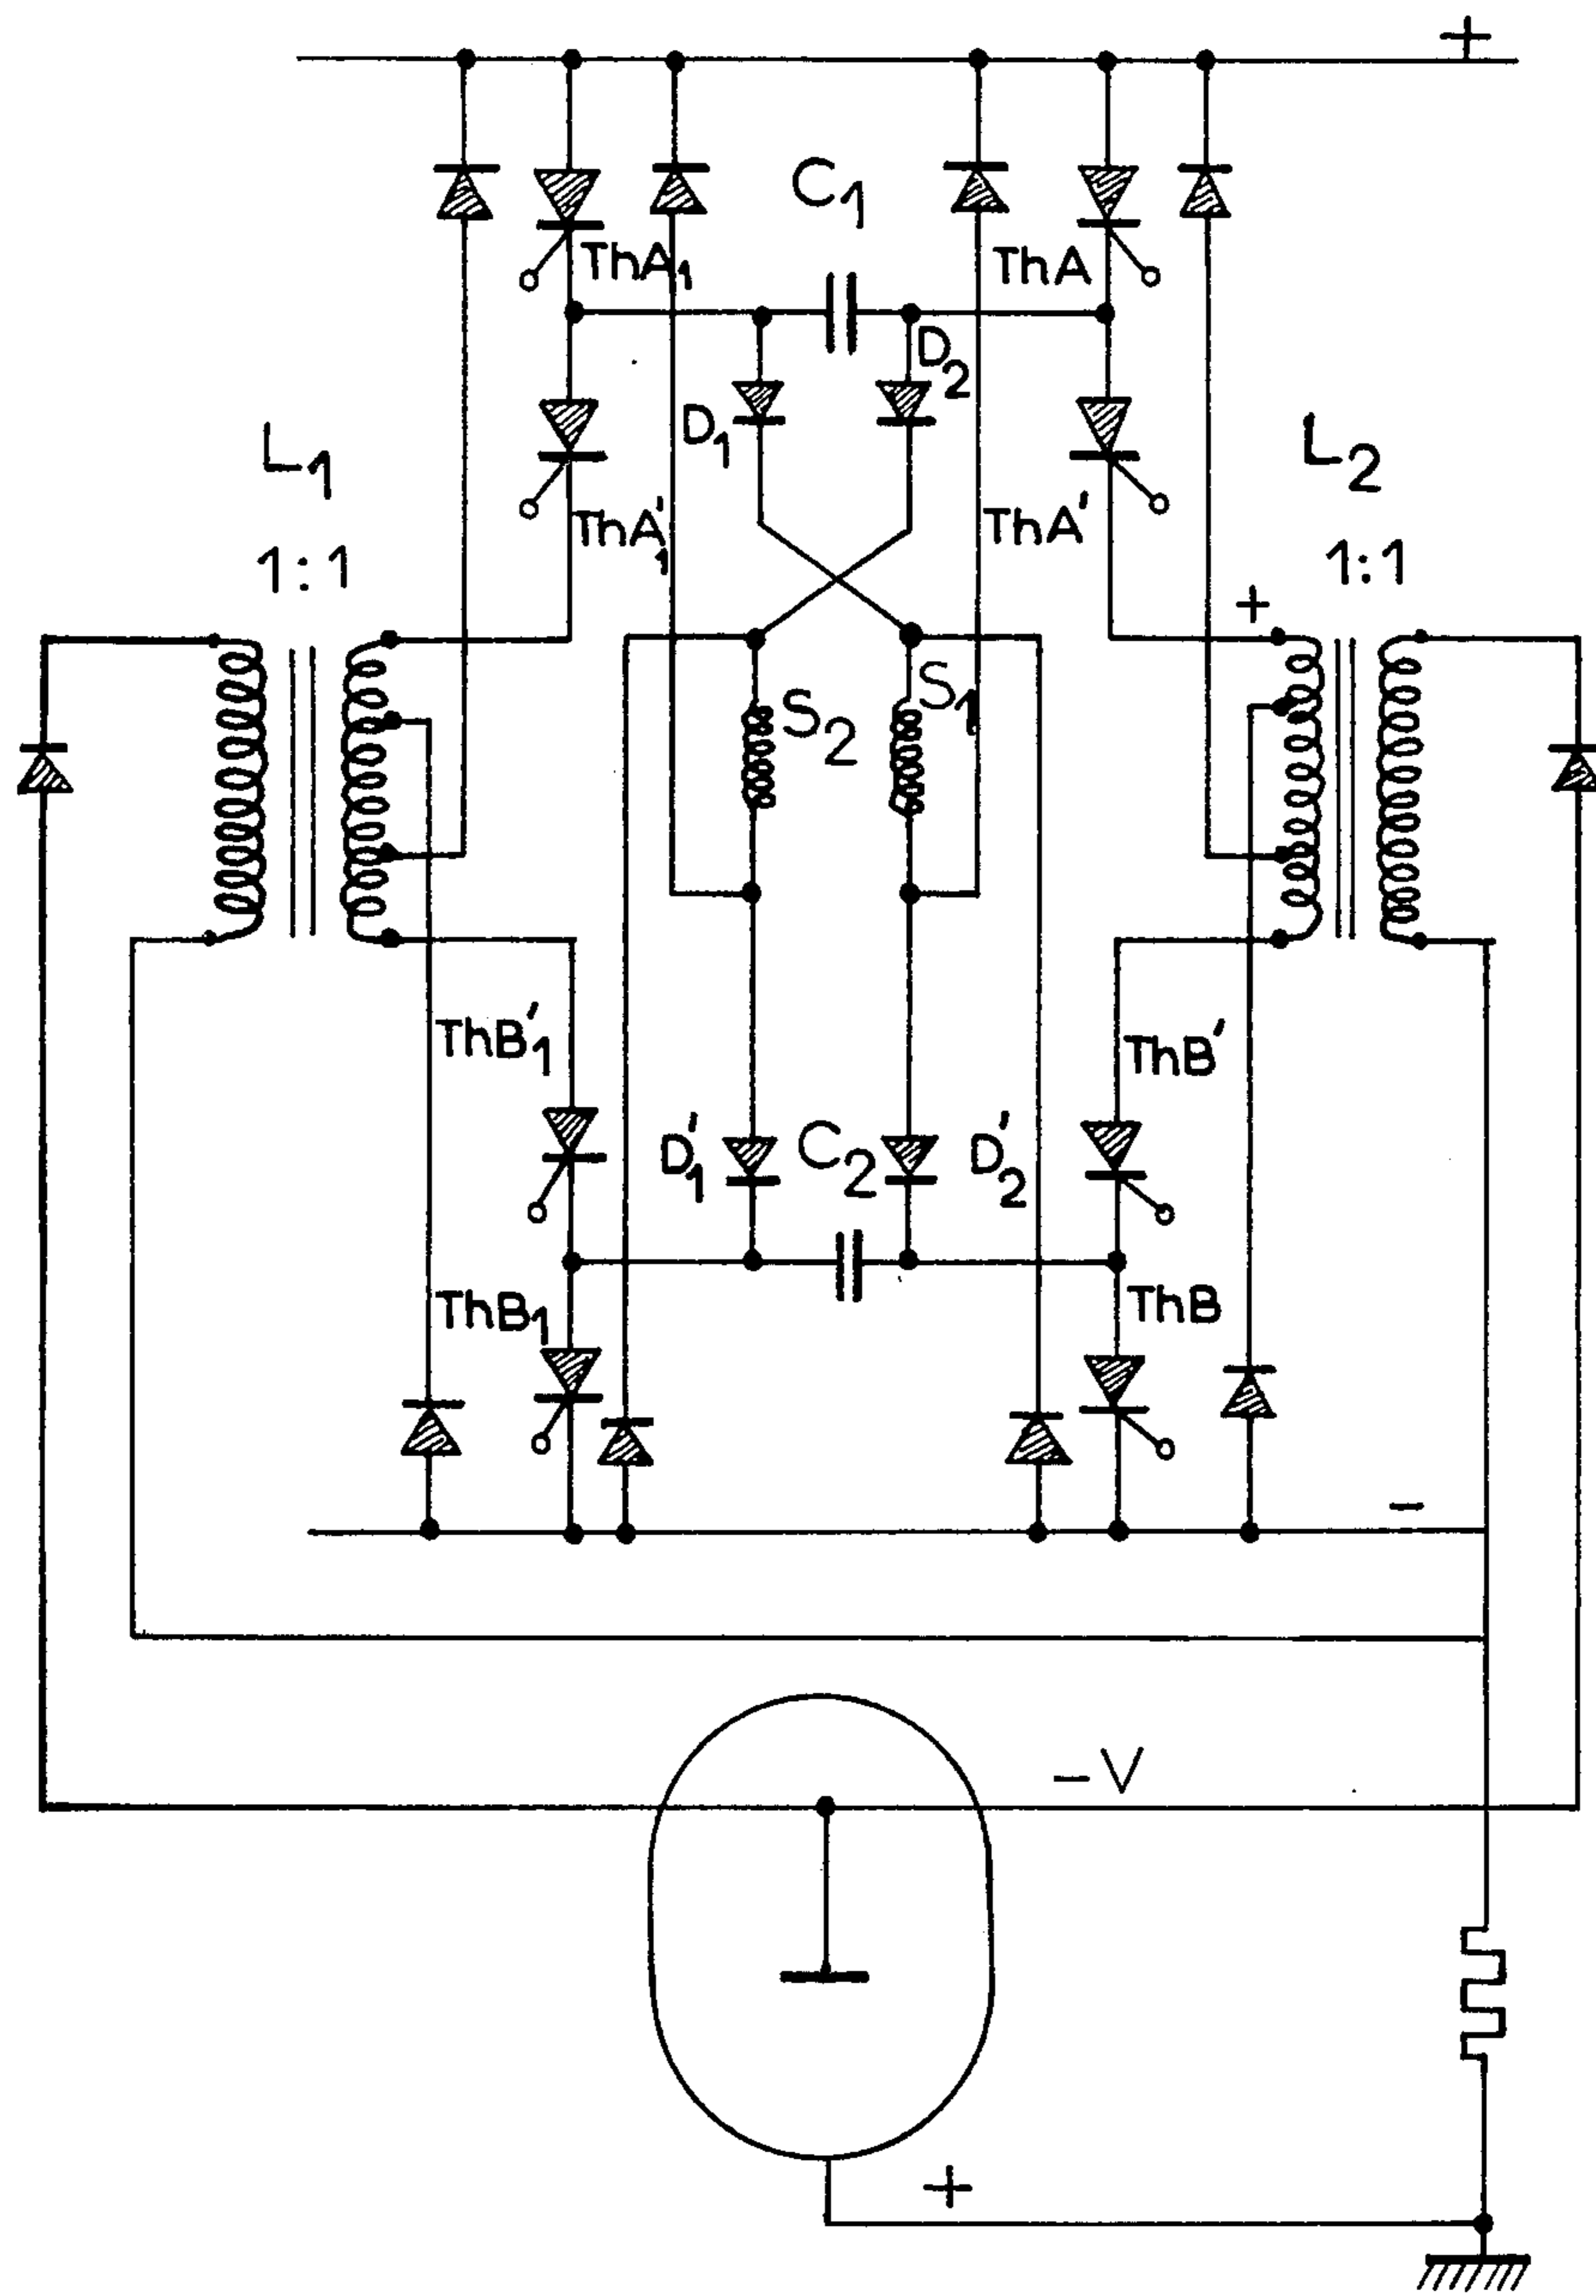 +
C1
ThA1
ThA
D2
D1
L1
L2
ThA'1
ThA'
1:1
1:1
+
S1
S2
ThB'1
ThB'
D'1
C2
D'2
ThB1
ThB
-
-V
+